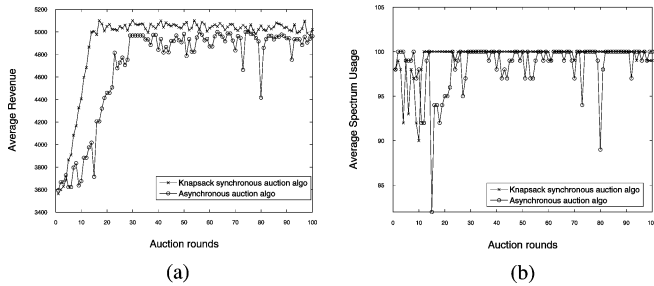 5200
5000
4800
4600
4400
4200
4000
3800
3600
3400
0 10 20 30 40 50 60 70 80 90 100
Average Revenue
Knapsack synchronous auction algo
Asynchronous auction algo
Auction rounds
(a)
105
100
95
90
85
0 10 20 30 40 50 60 70 80 90 100
Average Spectrum Usage
Knapsack synchronous auction algo
Asynchronous auction algo
Auction rounds
(b)